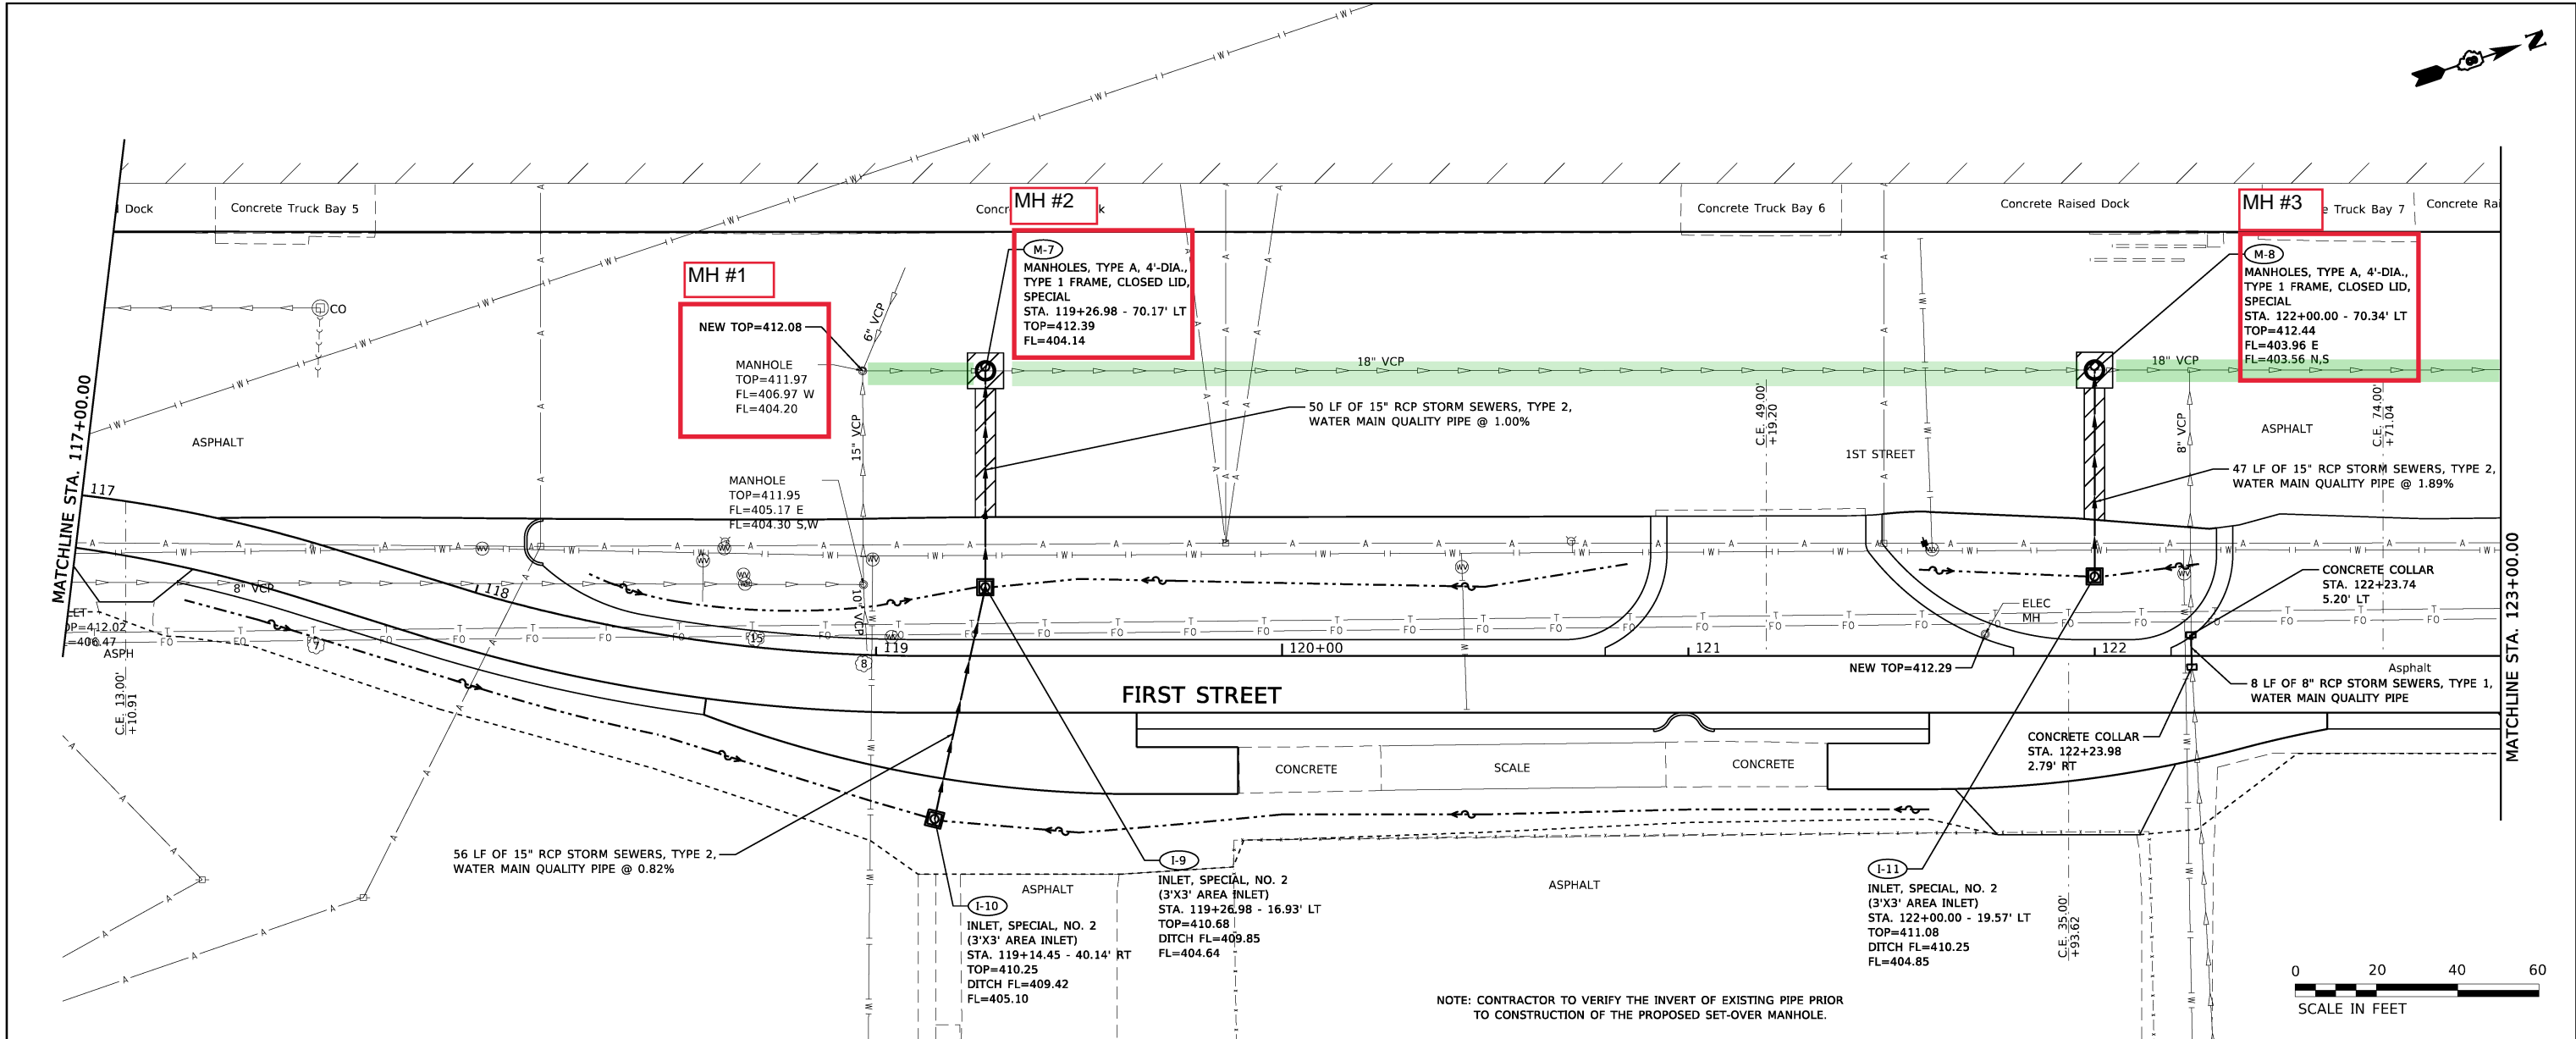 N
Dock
Concrete Truck Bay 5
MH #2
Concrete Truck Bay 6
Concrete Raised Dock
MH #3
e Truck Bay 7
Concrete Rai
M-7
MANHOLES, TYPE A, 4'-DIA.,
TYPE 1 FRAME, CLOSED LID,
SPECIAL
STA. 119+26.98 - 70.17' LT
TOP=412.39
FL=404.14
M-8
MANHOLES, TYPE A, 4'-DIA.,
TYPE 1 FRAME, CLOSED LID,
SPECIAL
STA. 122+00.00 - 70.34' LT
TOP=412.44
FL=403.96 E
FL=403.56 N,S
MH #1
NEW TOP=412.08
MANHOLE
TOP=411.97
FL=406.97 W
FL=404.20
CO
6" VCP
18" VCP
18" VCP
15" VCP
8" VCP
50 LF OF 15" RCP STORM SEWERS, TYPE 2,
WATER MAIN QUALITY PIPE @ 1.00%
C.E. 49.00'
+19.20
C.E. 74.00'
+71.04
ASPHALT
1ST STREET
ASPHALT
MATCHLINE STA. 117+00.00
47 LF OF 15" RCP STORM SEWERS, TYPE 2,
WATER MAIN QUALITY PIPE @ 1.89%
MANHOLE
TOP=411.95
FL=405.17 E
FL=404.30 S,W
117
118
8" VCP
10" VCP
CONCRETE COLLAR
STA. 122+23.74
5.20' LT
MATCHLINE STA. 123+00.00
LET
OP=412.02
=406.47
ASPH
7
15
8
119
120+00
121
122
ELEC
MH
NEW TOP=412.29
Asphalt
FIRST STREET
8 LF OF 8" RCP STORM SEWERS, TYPE 1,
WATER MAIN QUALITY PIPE
C.E. 13.00'
+10.91
CONCRETE COLLAR
STA. 122+23.98
2.79' RT
CONCRETE
SCALE
CONCRETE
56 LF OF 15" RCP STORM SEWERS, TYPE 2,
WATER MAIN QUALITY PIPE @ 0.82%
I-9
INLET, SPECIAL, NO. 2
(3'X3' AREA INLET)
STA. 119+26.98 - 16.93' LT
TOP=410.68
DITCH FL=409.85
FL=404.64
ASPHALT
ASPHALT
I-10
INLET, SPECIAL, NO. 2
(3'X3' AREA INLET)
STA. 119+14.45 - 40.14' RT
TOP=410.25
DITCH FL=409.42
FL=405.10
I-11
INLET, SPECIAL, NO. 2
(3'X3' AREA INLET)
STA. 122+00.00 - 19.57' LT
TOP=411.08
DITCH FL=410.25
FL=404.85
C.E. 35.00'
+93.62
NOTE: CONTRACTOR TO VERIFY THE INVERT OF EXISTING PIPE PRIOR
TO CONSTRUCTION OF THE PROPOSED SET-OVER MANHOLE.
0 20 40 60
SCALE IN FEET